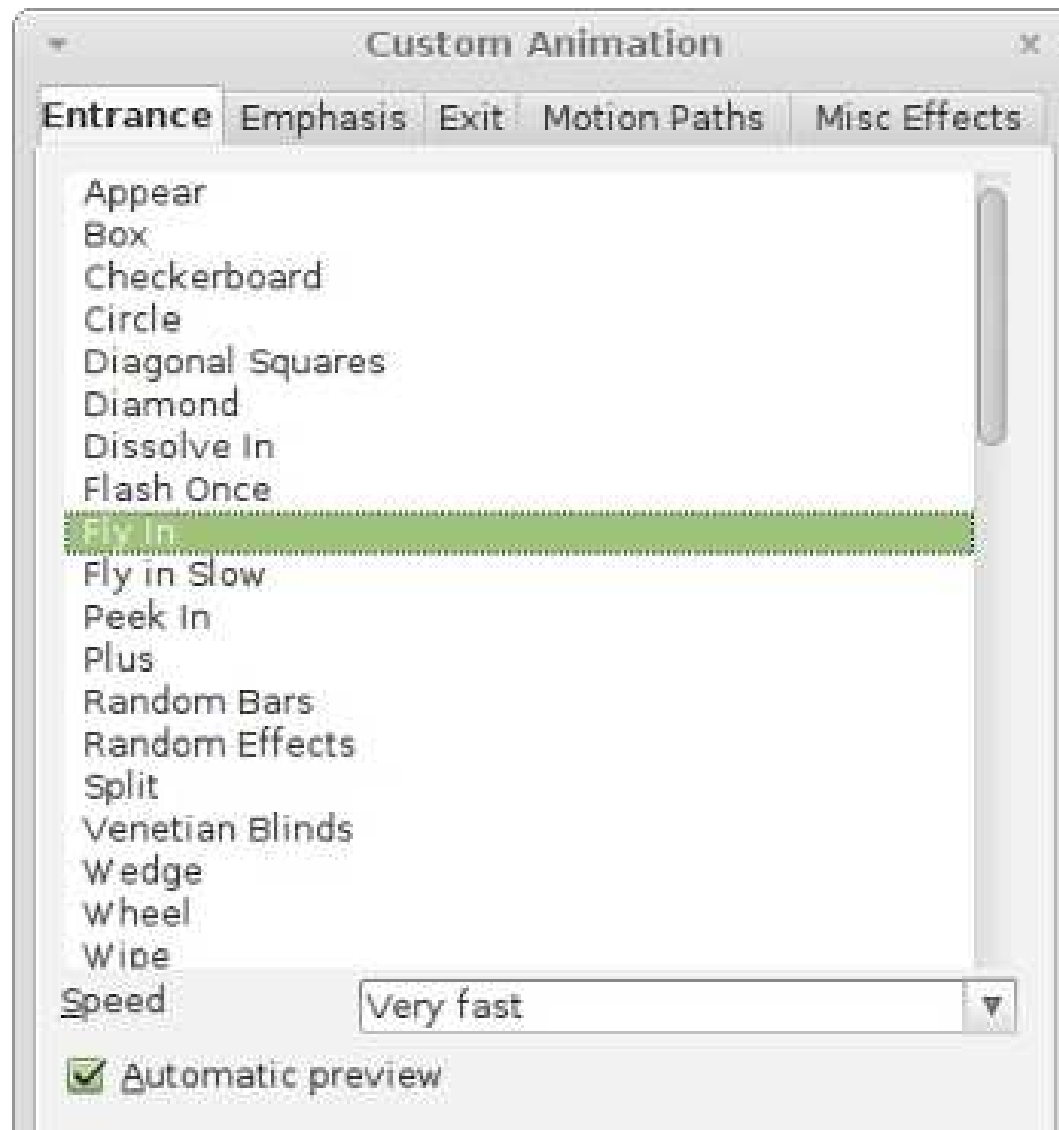 Custom Animation
Entrance Emphasis Exit Motion Paths Misc Effects
Appear
Box
Checkerboard
Circle
Diagonal Squares
Diamond
Dissolve In
Flash Once
Fly In
Fly in Slow
Peek In
Plus
Random Bars
Random Effects
Split
Venetian Blinds
Wedge
Wheel
Wipe
Speed Very fast
Automatic preview